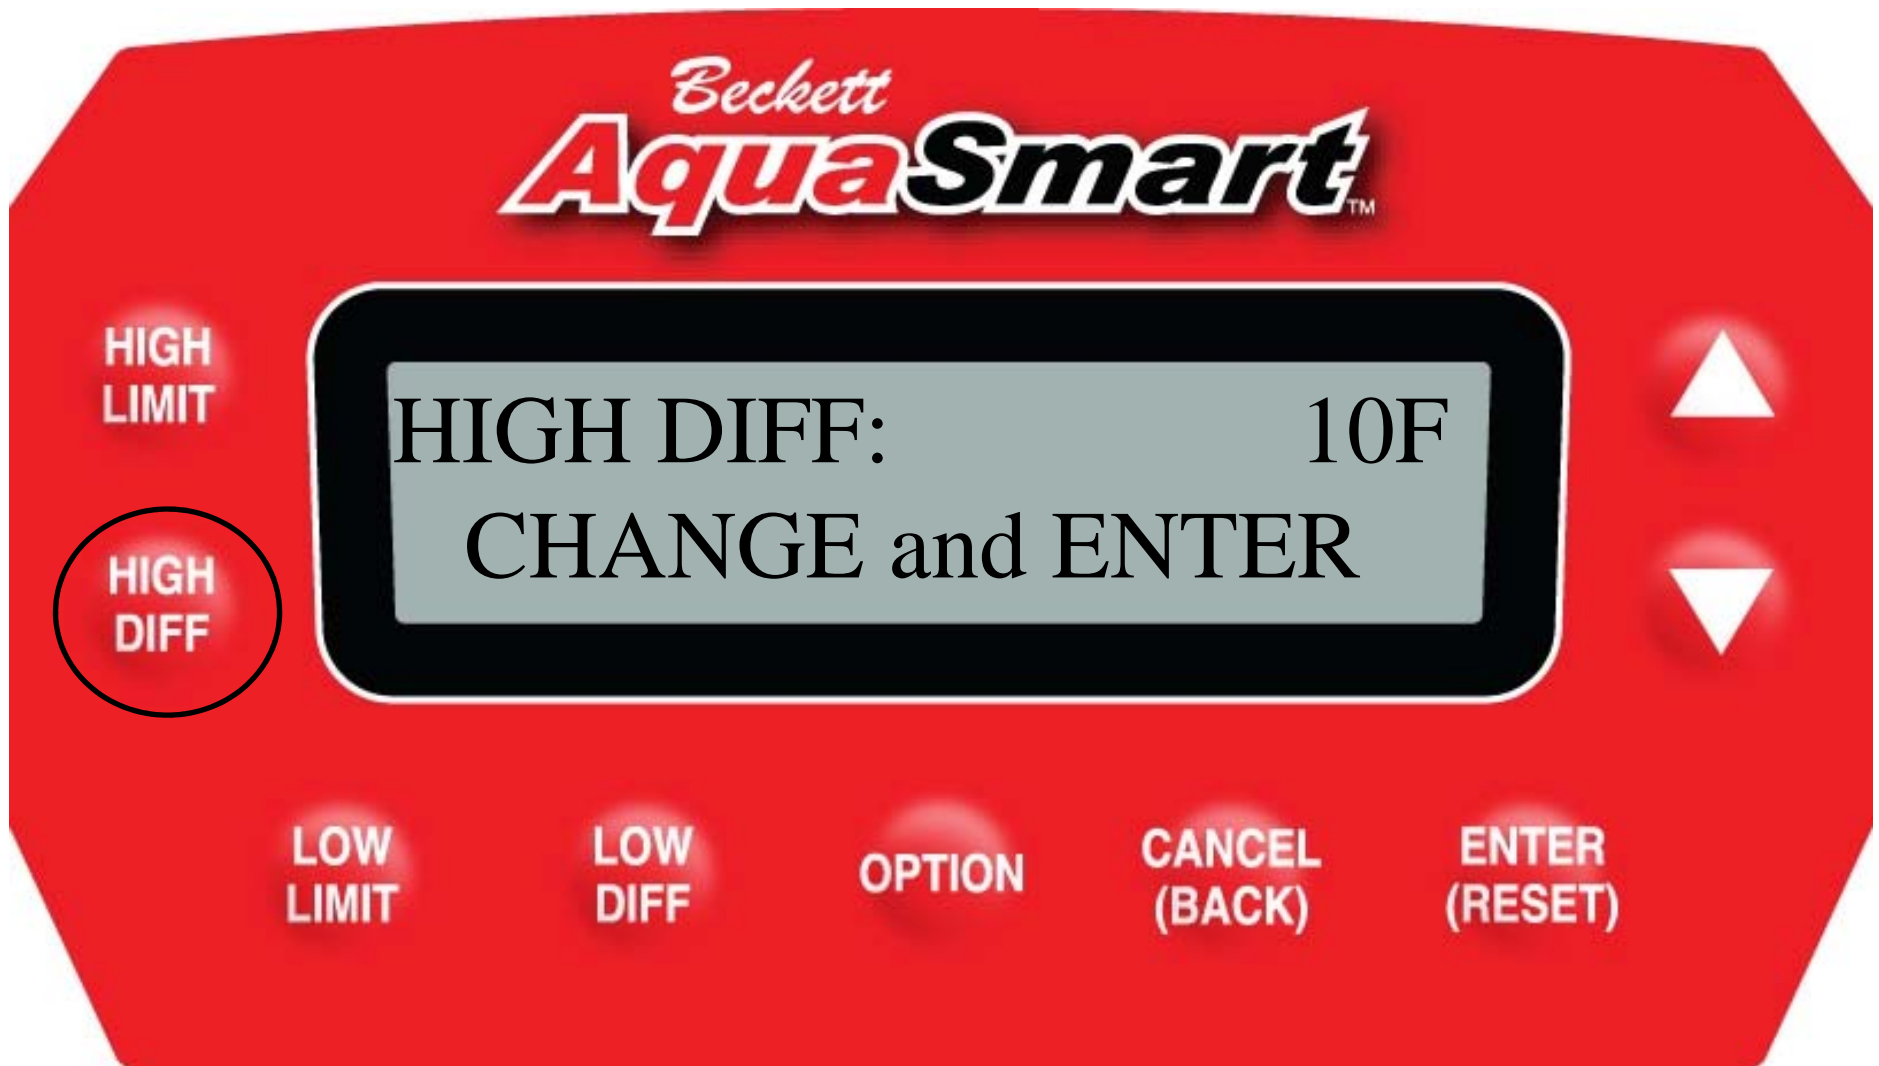 Beckett
AquaSmart™
HIGH
LIMIT
HIGH DIFF: 10F
CHANGE and ENTER
HIGH
DIFF
LOW
LIMIT
LOW
DIFF
OPTION
CANCEL
(BACK)
ENTER
(RESET)